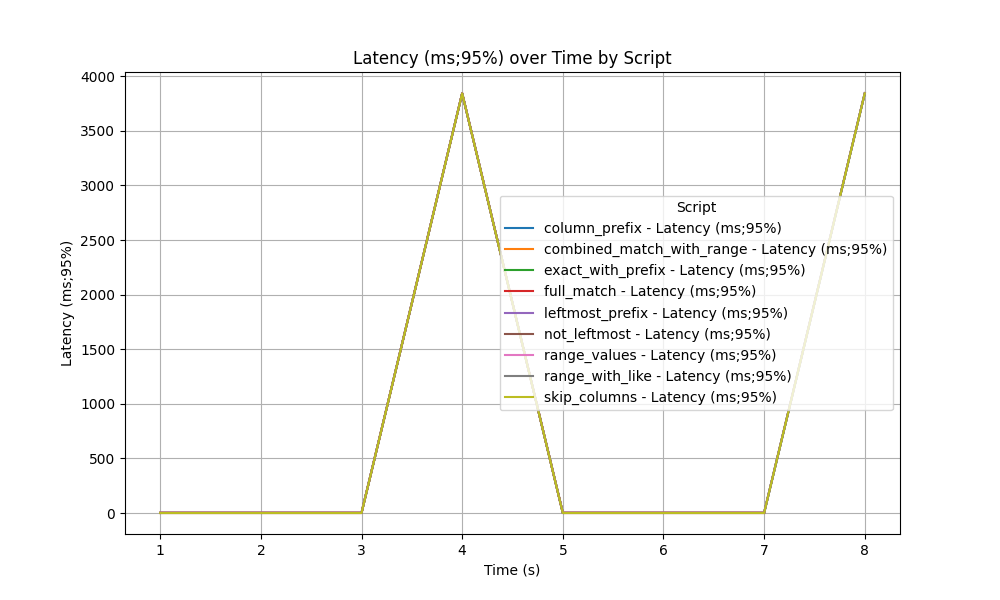 Latency (ms;95%) over Time by Script
Latency (ms;95%)
4000
3500
3000
2500
2000
1500
1000
500
0
Script
column_prefix - Latency (ms;95%)
combined_match_with_range - Latency (ms;95%)
exact_with_prefix - Latency (ms;95%)
full_match - Latency (ms;95%)
leftmost_prefix - Latency (ms;95%)
not_leftmost - Latency (ms;95%)
range_values - Latency (ms;95%)
range_with_like - Latency (ms;95%)
skip_columns - Latency (ms;95%)
1 2 3 4 5 6 7 8
Time (s)